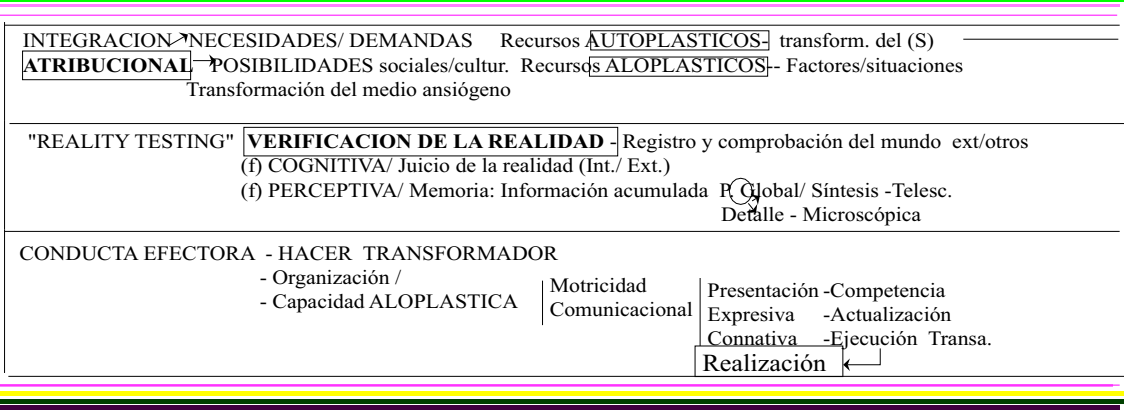 INTEGRACION NECESIDADES/ DEMANDAS Recursos AUTOPLASTICOS- transform. del (S)
ATRIBUCIONAL POSIBILIDADES sociales/cultur. Recursos ALOPLASTICOS-- Factores/situaciones
Transformación del medio ansiógeno
"REALITY TESTING" VERIFICACION DE LA REALIDAD - Registro y comprobación del mundo ext/otros
(f) COGNITIVA/ Juicio de la realidad (Int./ Ext.)
(f) PERCEPTIVA/ Memoria: Información acumulada P. Global/ Síntesis -Telesc.
Detalle - Microscópica
CONDUCTA EFECTORA - HACER TRANSFORMADOR
- Organización /
- Capacidad ALOPLASTICA
Motricidad
Comunicacional
Presentación -Competencia
Expresiva -Actualización
Connativa -Ejecución Transa.
Realización